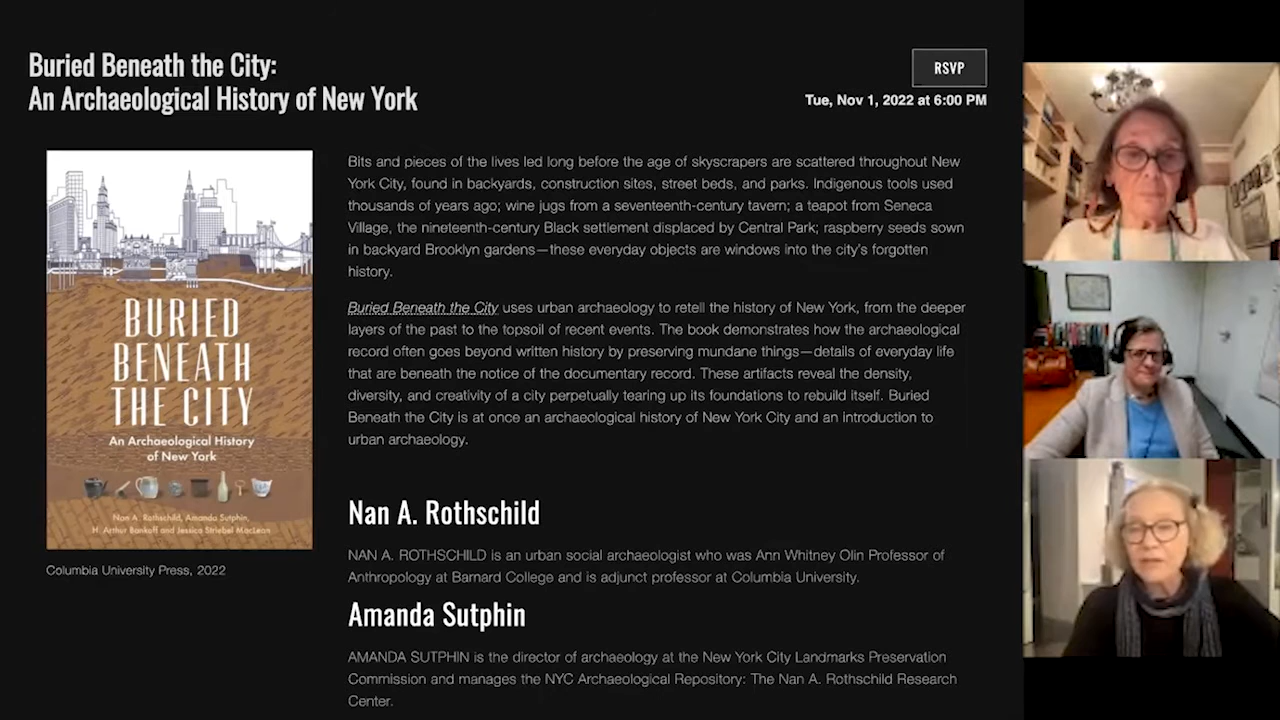 Buried Beneath the City:
An Archaeological History of New York
RSVP
Tue, Nov 1, 2022 at 6:00 PM
BURIED
BENEATH
THE CITY
An Archaeological History
of New York
Nan A. Rothschild, Amanda Sutphin,
H. Arthur Bankoff and Jessica Striebel MacLean
Columbia University Press, 2022
Bits and pieces of the lives led long before the age of skyscrapers are scattered throughout New
York City, found in backyards, construction sites, street beds, and parks. Indigenous tools used
thousands of years ago; wine jugs from a seventeenth-century tavern; a teapot from Seneca
Village, the nineteenth-century Black settlement displaced by Central Park; raspberry seeds sown
in backyard Brooklyn gardens—these everyday objects are windows into the city's forgotten
history.
Buried Beneath the City uses urban archaeology to retell the history of New York, from the deeper
layers of the past to the topsoil of recent events. The book demonstrates how the archaeological
record often goes beyond written history by preserving mundane things—details of everyday life
that are beneath the notice of the documentary record. These artifacts reveal the density,
diversity, and creativity of a city perpetually tearing up its foundations to rebuild itself. Buried
Beneath the City is at once an archaeological history of New York City and an introduction to
urban archaeology.
Nan A. Rothschild
NAN A. ROTHSCHILD is an urban social archaeologist who was Ann Whitney Olin Professor of
Anthropology at Barnard College and is adjunct professor at Columbia University.
Amanda Sutphin
AMANDA SUTPHIN is the director of archaeology at the New York City Landmarks Preservation
Commission and manages the NYC Archaeological Repository: The Nan A. Rothschild Research
Center.